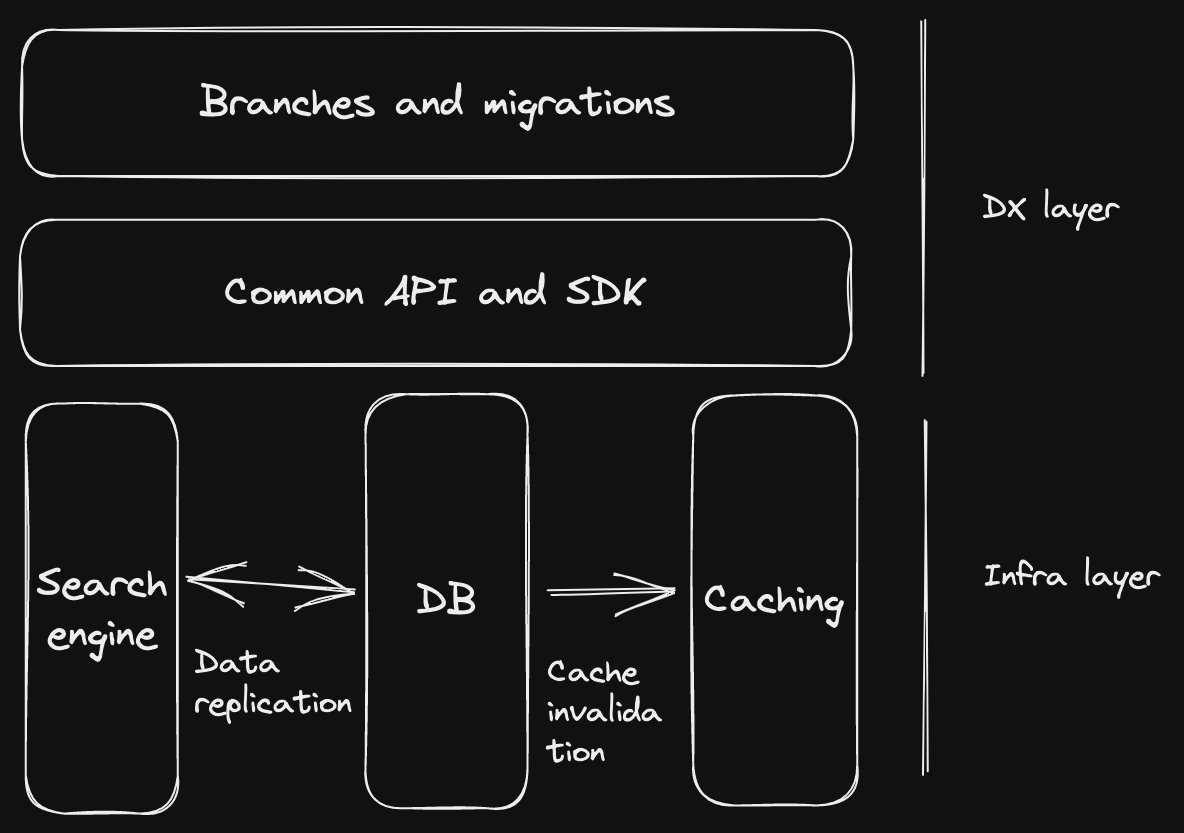 Branches and migrations
DX layer
Common API and SDK
Search
engine
Data
replication
DB
Cache
invalida
tion
Caching
Infra layer